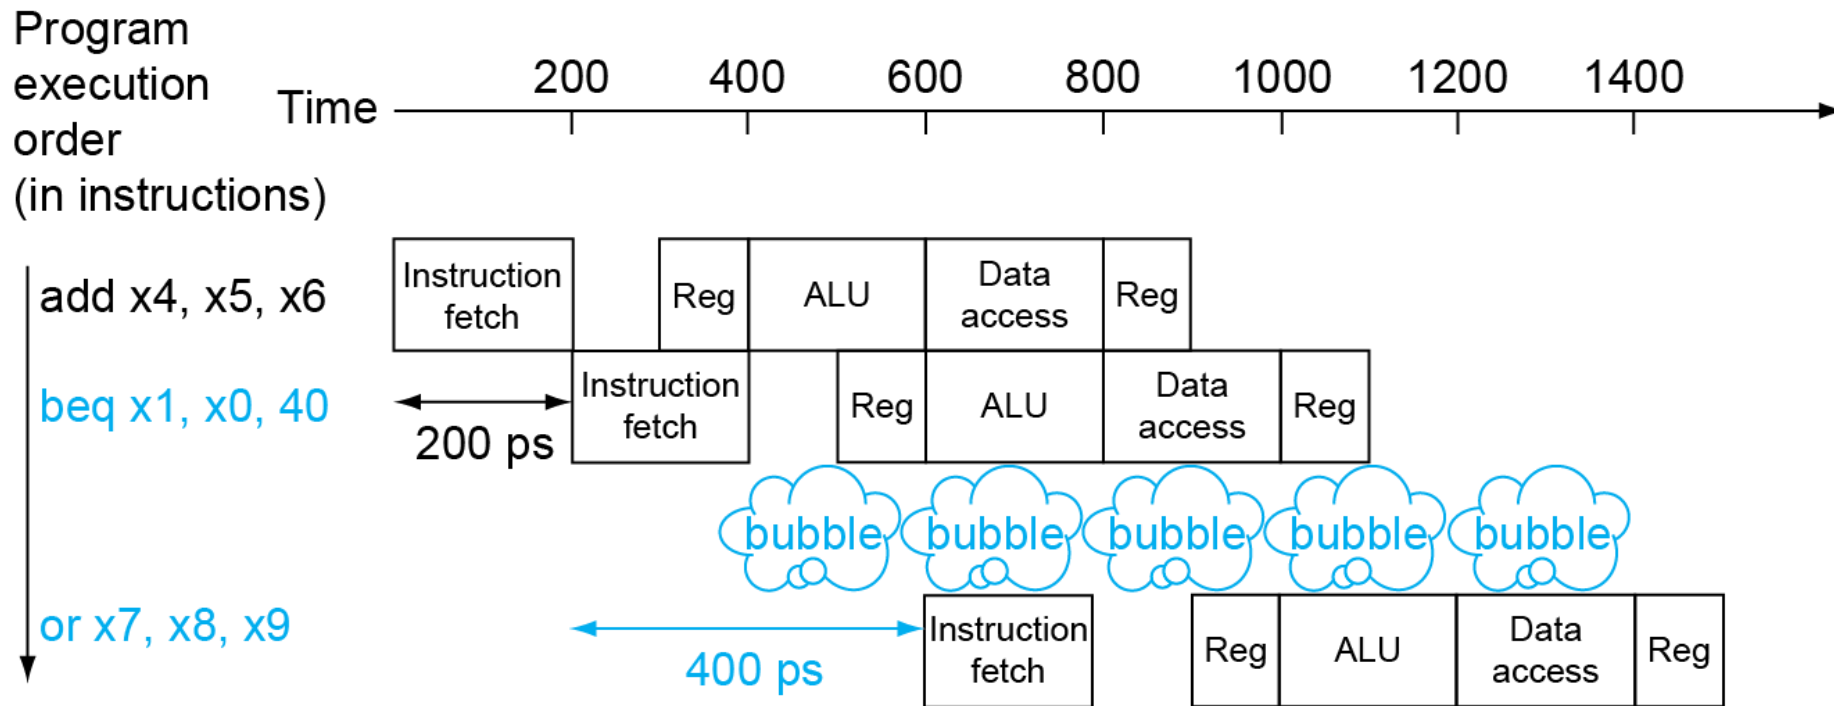 Program
execution
order
(in instructions)
Time
200 400 600 800 1000 1200 1400
add x4, x5, x6
Instruction
fetch
Reg
ALU
Data
access
Reg
beq x1, x0, 40
200 ps
Instruction
fetch
Reg
ALU
Data
access
Reg
bubble bubble bubble bubble bubble
or x7, x8, x9
400 ps
Instruction
fetch
Reg
ALU
Data
access
Reg